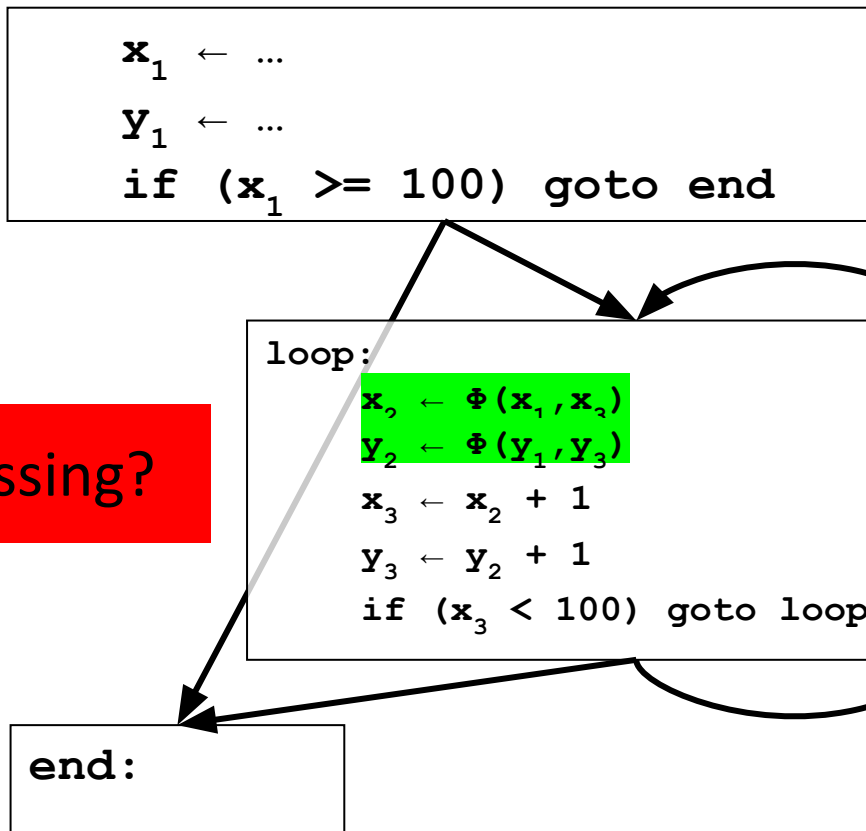 x₁ ← …
y₁ ← …
if (x₁ >= 100) goto end
loop:
x₂ ← Φ(x₁,x₃)
y₂ ← Φ(y₁,y₃)
ssing?
x₃ ← x₂ + 1
y₃ ← y₂ + 1
if (x₃ < 100) goto loop
end: